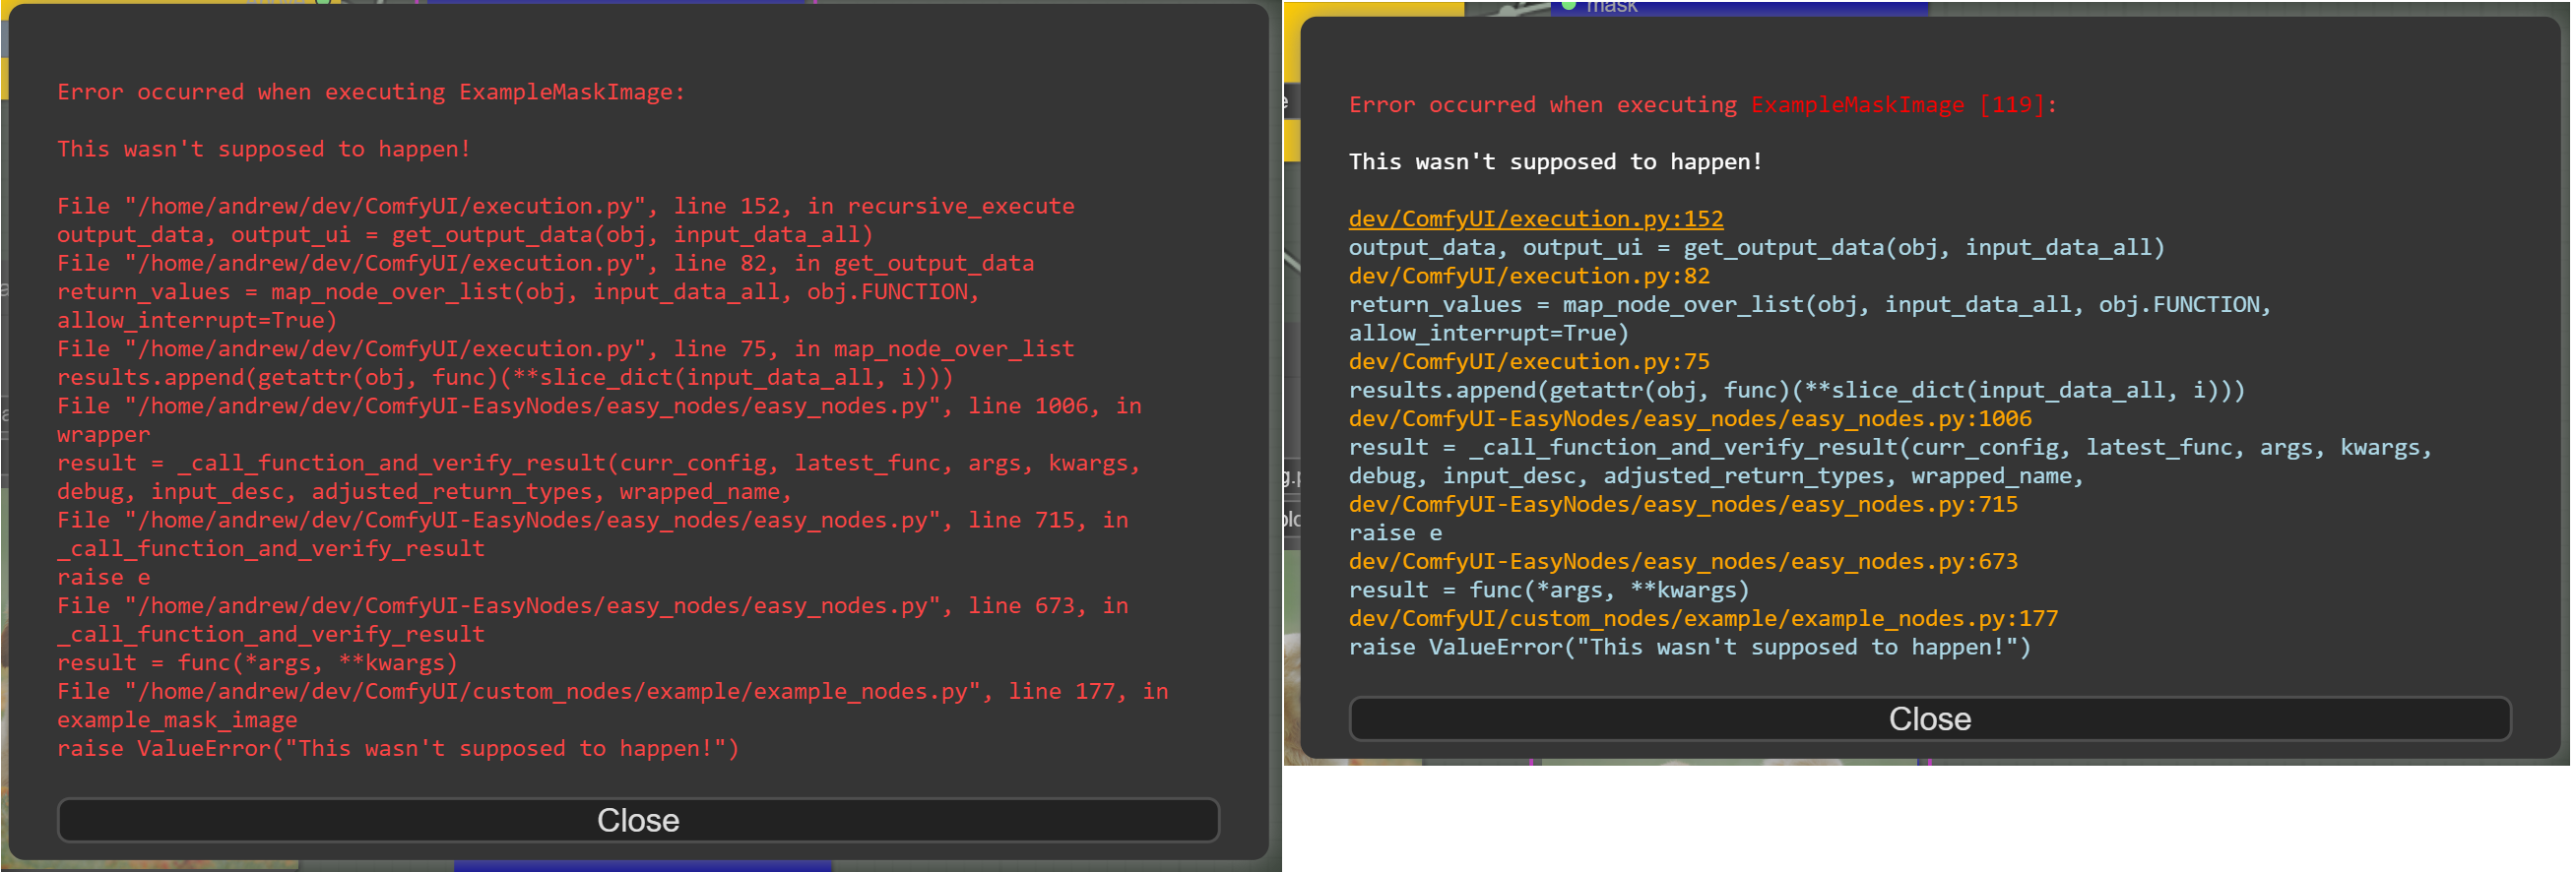 Error occurred when executing ExampleMaskImage:
This wasn't supposed to happen!
File "/home/andrew/dev/ComfyUI/execution.py", line 152, in recursive_execute
output_data, output_ui = get_output_data(obj, input_data_all)
File "/home/andrew/dev/ComfyUI/execution.py", line 82, in get_output_data
return_values = map_node_over_list(obj, input_data_all, obj.FUNCTION,
allow_interrupt=True)
File "/home/andrew/dev/ComfyUI/execution.py", line 75, in map_node_over_list
results.append(getattr(obj, func)(**slice_dict(input_data_all, i)))
File "/home/andrew/dev/ComfyUI-EasyNodes/easy_nodes/easy_nodes.py", line 1006, in
wrapper
result = _call_function_and_verify_result(curr_config, latest_func, args, kwargs,
debug, input_desc, adjusted_return_types, wrapped_name,
File "/home/andrew/dev/ComfyUI-EasyNodes/easy_nodes/easy_nodes.py", line 715, in
_call_function_and_verify_result
raise e
File "/home/andrew/dev/ComfyUI-EasyNodes/easy_nodes/easy_nodes.py", line 673, in
_call_function_and_verify_result
result = func(*args, **kwargs)
File "/home/andrew/dev/ComfyUI/custom_nodes/example/example_nodes.py", line 177, in
example_mask_image
raise ValueError("This wasn't supposed to happen!")
Close
mask
Error occurred when executing ExampleMaskImage [119]:
This wasn't supposed to happen!
dev/ComfyUI/execution.py:152
output_data, output_ui = get_output_data(obj, input_data_all)
dev/ComfyUI/execution.py:82
return_values = map_node_over_list(obj, input_data_all, obj.FUNCTION,
allow_interrupt=True)
dev/ComfyUI/execution.py:75
results.append(getattr(obj, func)(**slice_dict(input_data_all, i)))
dev/ComfyUI-EasyNodes/easy_nodes/easy_nodes.py:1006
result = _call_function_and_verify_result(curr_config, latest_func, args, kwargs,
debug, input_desc, adjusted_return_types, wrapped_name,
dev/ComfyUI-EasyNodes/easy_nodes/easy_nodes.py:715
raise e
dev/ComfyUI-EasyNodes/easy_nodes/easy_nodes.py:673
result = func(*args, **kwargs)
dev/ComfyUI/custom_nodes/example/example_nodes.py:177
raise ValueError("This wasn't supposed to happen!")
Close